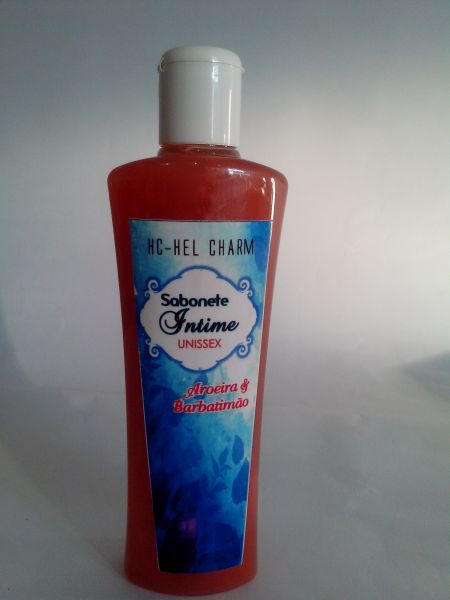 HC-HEL CHARM
Sabonete
Intime
UNISSEX
Aroeira &
Barbatimão